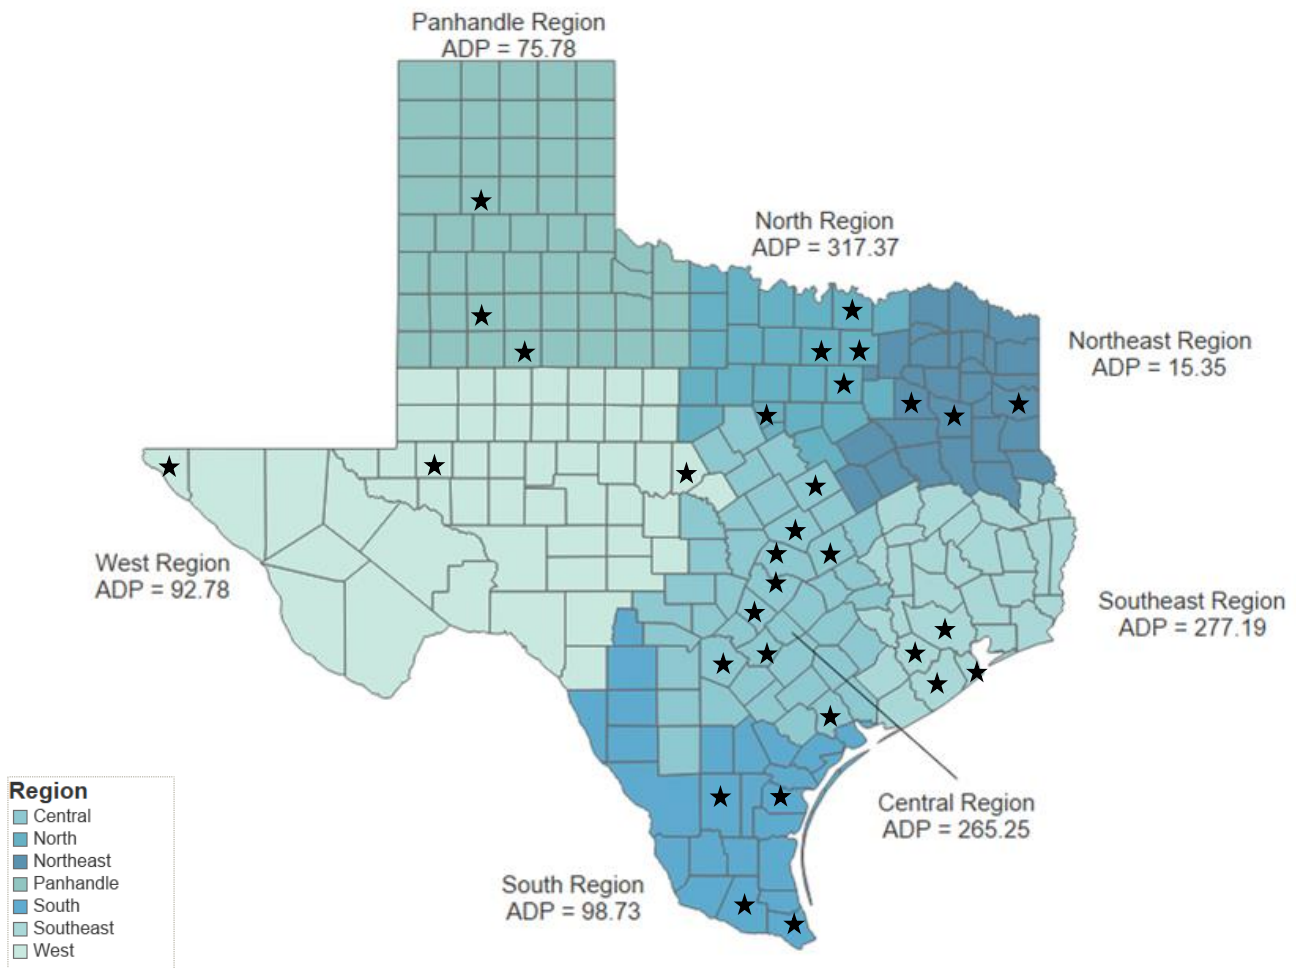 Panhandle Region
ADP = 75.78
North Region
ADP = 317.37
Northeast Region
ADP = 15.35
West Region
ADP = 92.78
Southeast Region
ADP = 277.19
Central Region
ADP = 265.25
South Region
ADP = 98.73
Region
Central
North
Northeast
Panhandle
South
Southeast
West